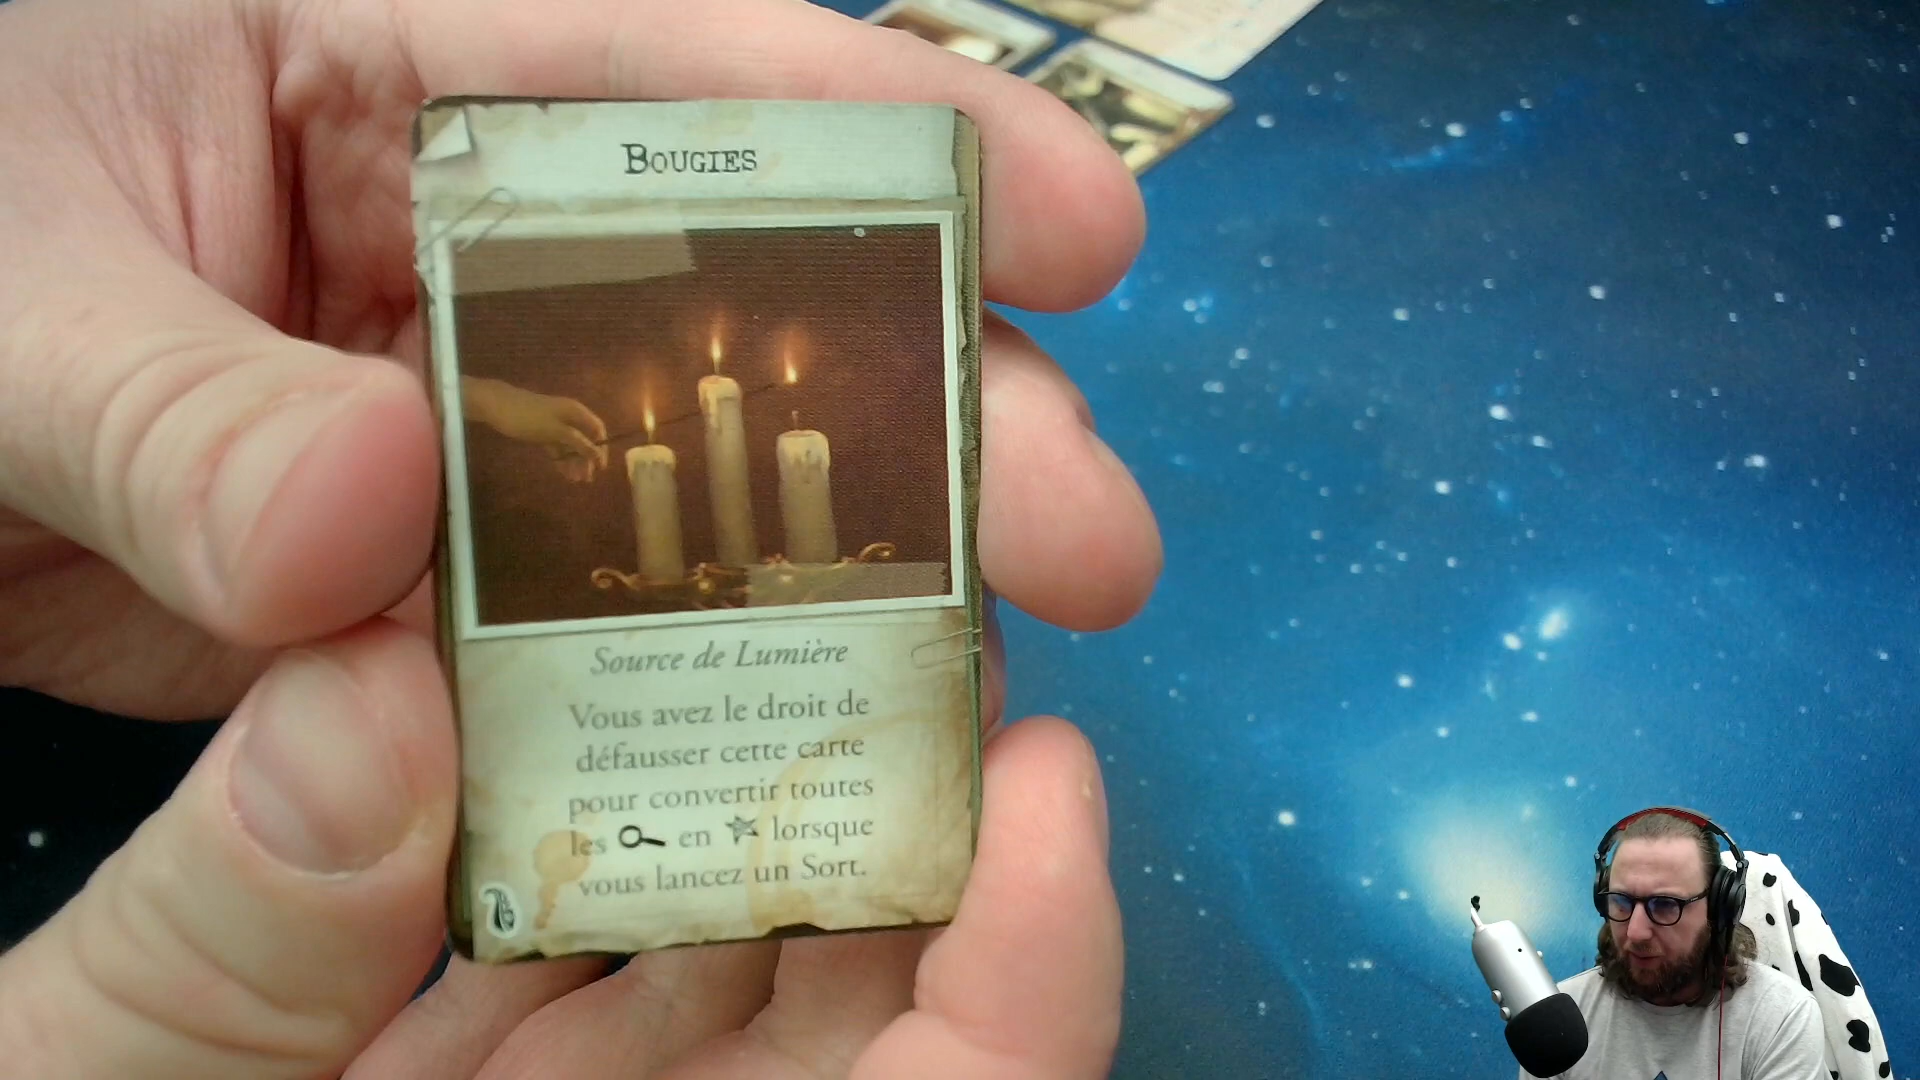 BOUGIES
Source de Lumière
Vous avez le droit de
défausser cette carte
pour convertir toutes
les en lorsque
vous lancez un Sort.